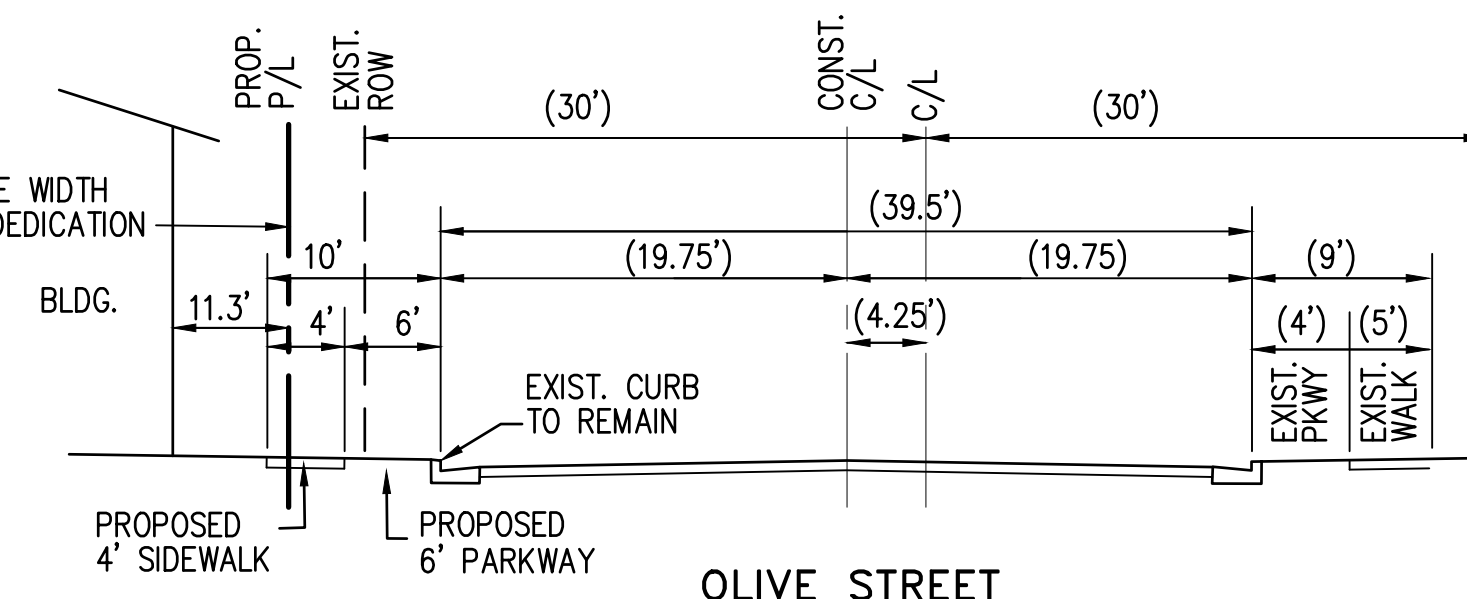 PROP.
P/L
EXIST.
ROW
CONST.
C/L
C/L
(30')
(30')
E WIDTH
DEDICATION
(39.5')
10'
(19.75')
(19.75)
(9')
BLDG.
11.3'
4'
6'
(4.25')
(4')
(5')
EXIST. CURB
TO REMAIN
EXIST.
PKWY
EXIST.
WALK
PROPOSED
4' SIDEWALK
PROPOSED
6' PARKWAY
OLIVE STREET